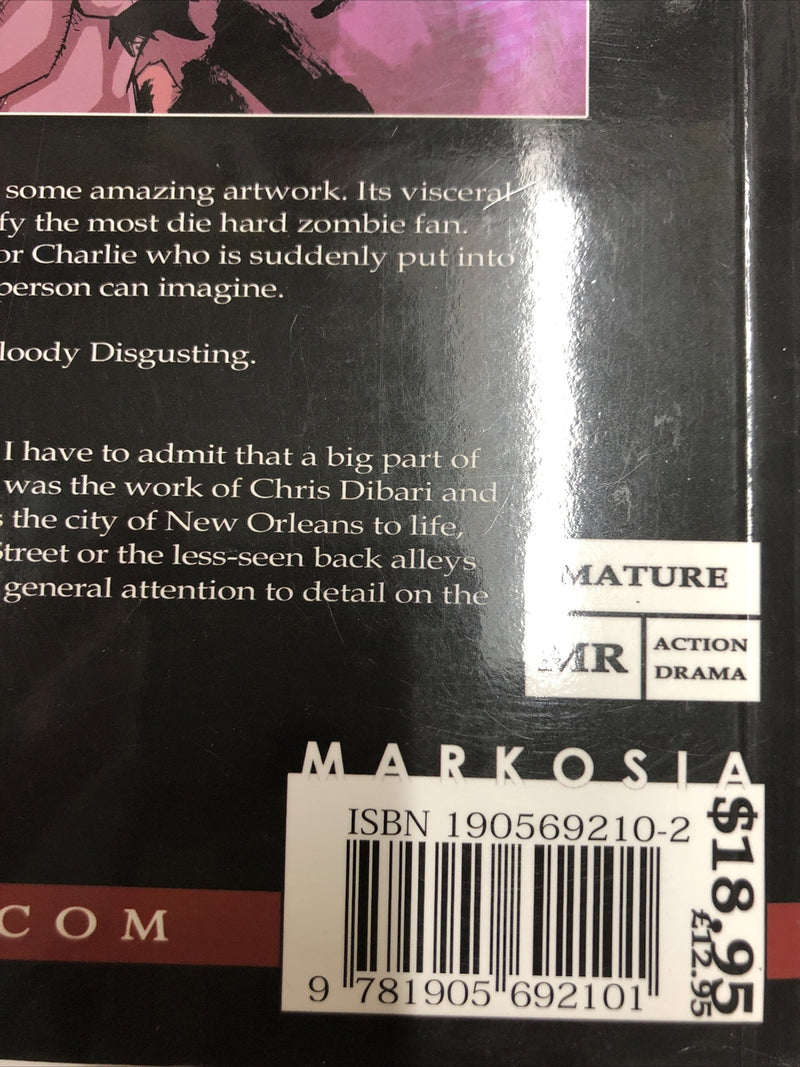 some amazing artwork. Its visceral
fy the most die hard zombie fan.
or Charlie who is suddenly put into
person can imagine.
loody Disgusting.
I have to admit that a big part of
was the work of Chris Dibari and
s the city of New Orleans to life,
Street or the less-seen back alleys
general attention to detail on the
MATURE
MR
ACTION
DRAMA
MARKOSIA
ISBN 190569210-2
$18.95
£12.95
9 781905 692101
COM